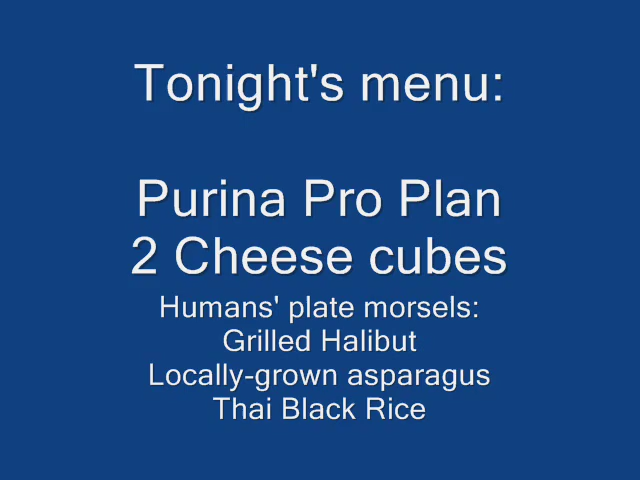 Tonight's menu:
Purina Pro Plan
2 Cheese cubes
Humans' plate morsels:
Grilled Halibut
Locally-grown asparagus
Thai Black Rice